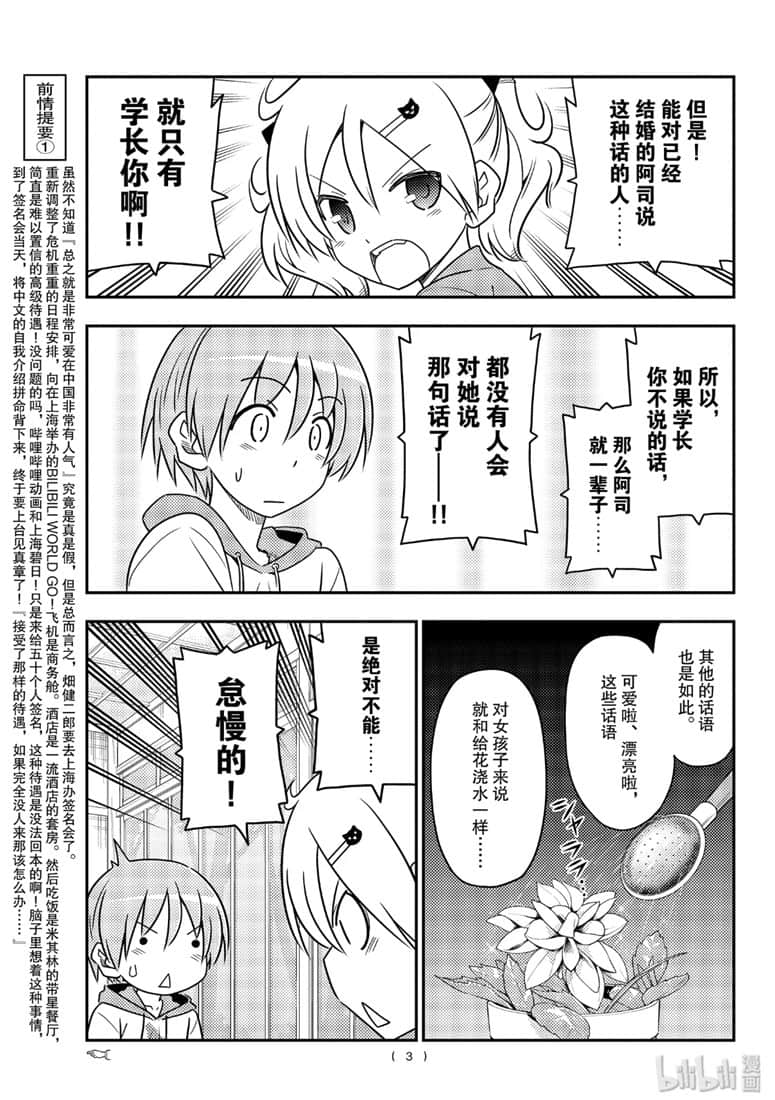 但是！
能对已经
结婚的阿司说
这种话的人……
就只有
学长你啊！！
所以，
如果学长
你不说的话，
那么阿司
就一辈子……
都没有人会
对她说
那句话了——！！
其他的话语
也是如此。
可爱啦、漂亮啦，
这些话语
对女孩子来说
就和给花浇水
一样……
シャララ…
是绝对不能……
怠慢的！
前情提要①
虽然不知道『总之就是非常可爱在中国非常有人气』究竟是真是假，但是总而言之，畑健二郎要去上海办签名会了。
重新调整了危机重重的日程安排，向在上海举办的BILIBILI WORLD GO！飞机是商务舱。酒店是一流酒店的套房。然后吃饭是米其林的带星餐厅，
简直是难以置信的高级待遇！没问题的吗，哔哩哔哩动画和上海碧日！只是来给五十个人签名，这种待遇是没法回本的啊！脑子里想着这种事情，
到了签名会当天，将中文的自我介绍拼命背下来，终于要上台见真章了！『接受了那样的待遇，如果完全没人来那该怎么办……』
( 3 )
bilibili 漫画